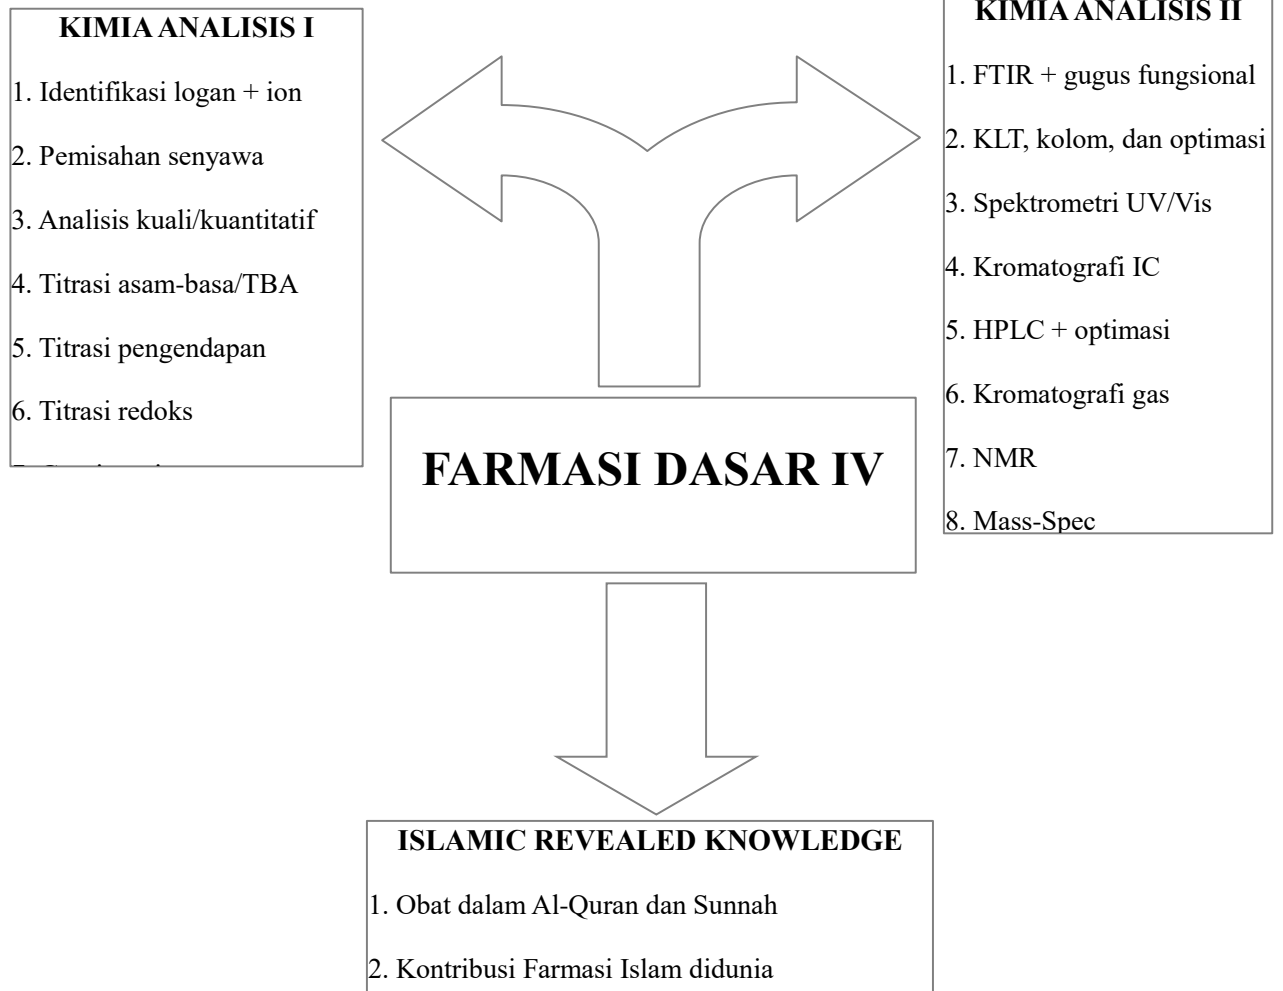 KIMIA ANALISIS I
1. Identifikasi logan + ion
2. Pemisahan senyawa
3. Analisis kuali/kuantitatif
4. Titrasi asam-basa/TBA
5. Titrasi pengendapan
6. Titrasi redoks
KIMIA ANALISIS II
1. FTIR + gugus fungsional
2. KLT, kolom, dan optimasi
3. Spektrometri UV/Vis
4. Kromatografi IC
5. HPLC + optimasi
6. Kromatografi gas
7. NMR
8. Mass-Spec
FARMASI DASAR IV
ISLAMIC REVEALED KNOWLEDGE
1. Obat dalam Al-Quran dan Sunnah
2. Kontribusi Farmasi Islam didunia